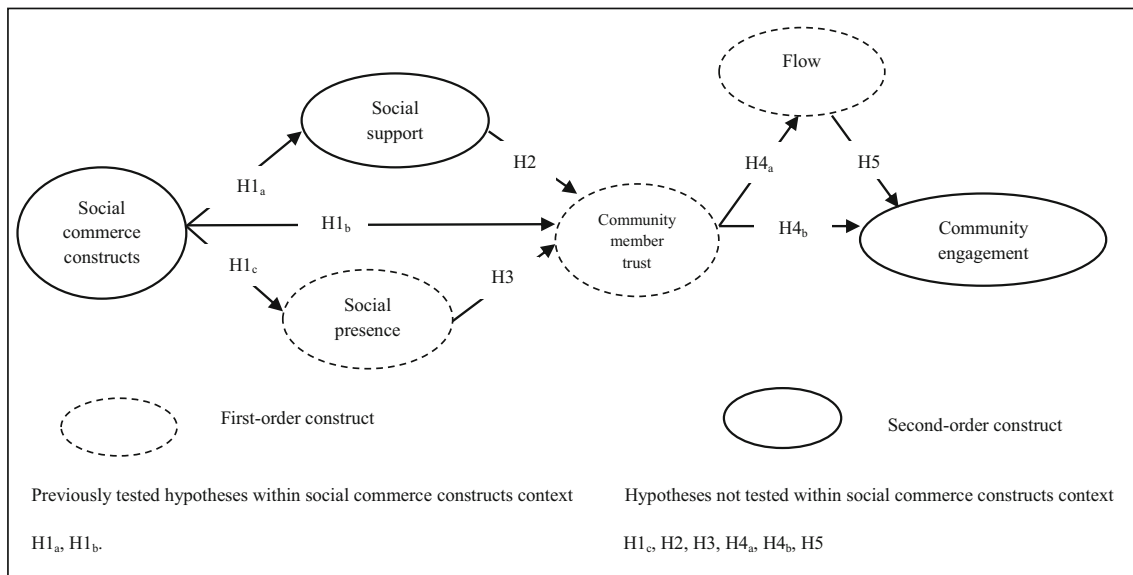 Flow
Social
support
H1a
H2
H4a
H5
Social
commerce
constructs
H1b
Community
member
trust
H4b
Community
engagement
H1c
H3
Social
presence
First-order construct
Second-order construct
Previously tested hypotheses within social commerce constructs context
H1a, H1b.
Hypotheses not tested within social commerce constructs context
H1c, H2, H3, H4a, H4b, H5